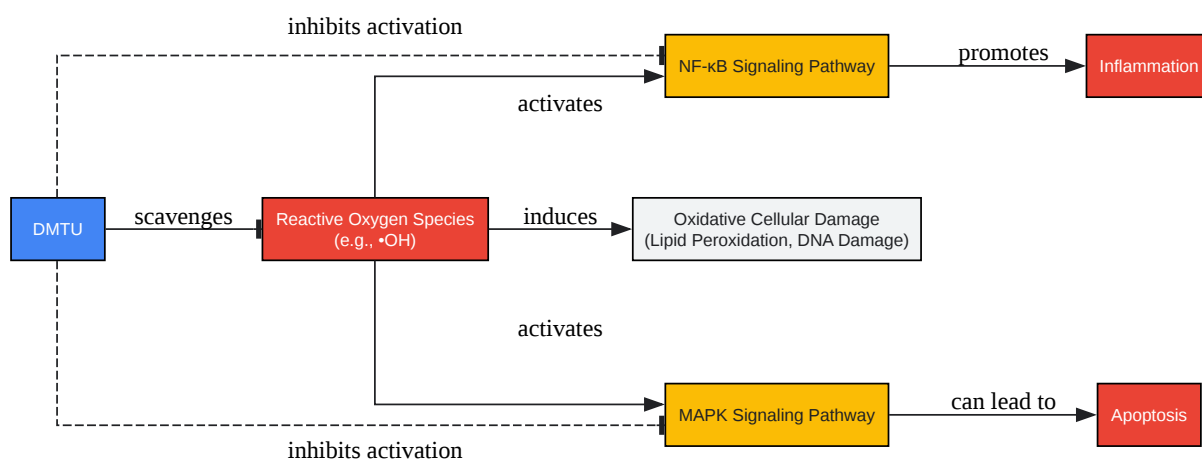 inhibits activation
NF-κB Signaling Pathway
promotes
Inflammation
activates
DMTU
scavenges
Reactive Oxygen Species
(e.g., •OH)
induces
Oxidative Cellular Damage
(Lipid Peroxidation, DNA Damage)
activates
MAPK Signaling Pathway
can lead to
Apoptosis
inhibits activation